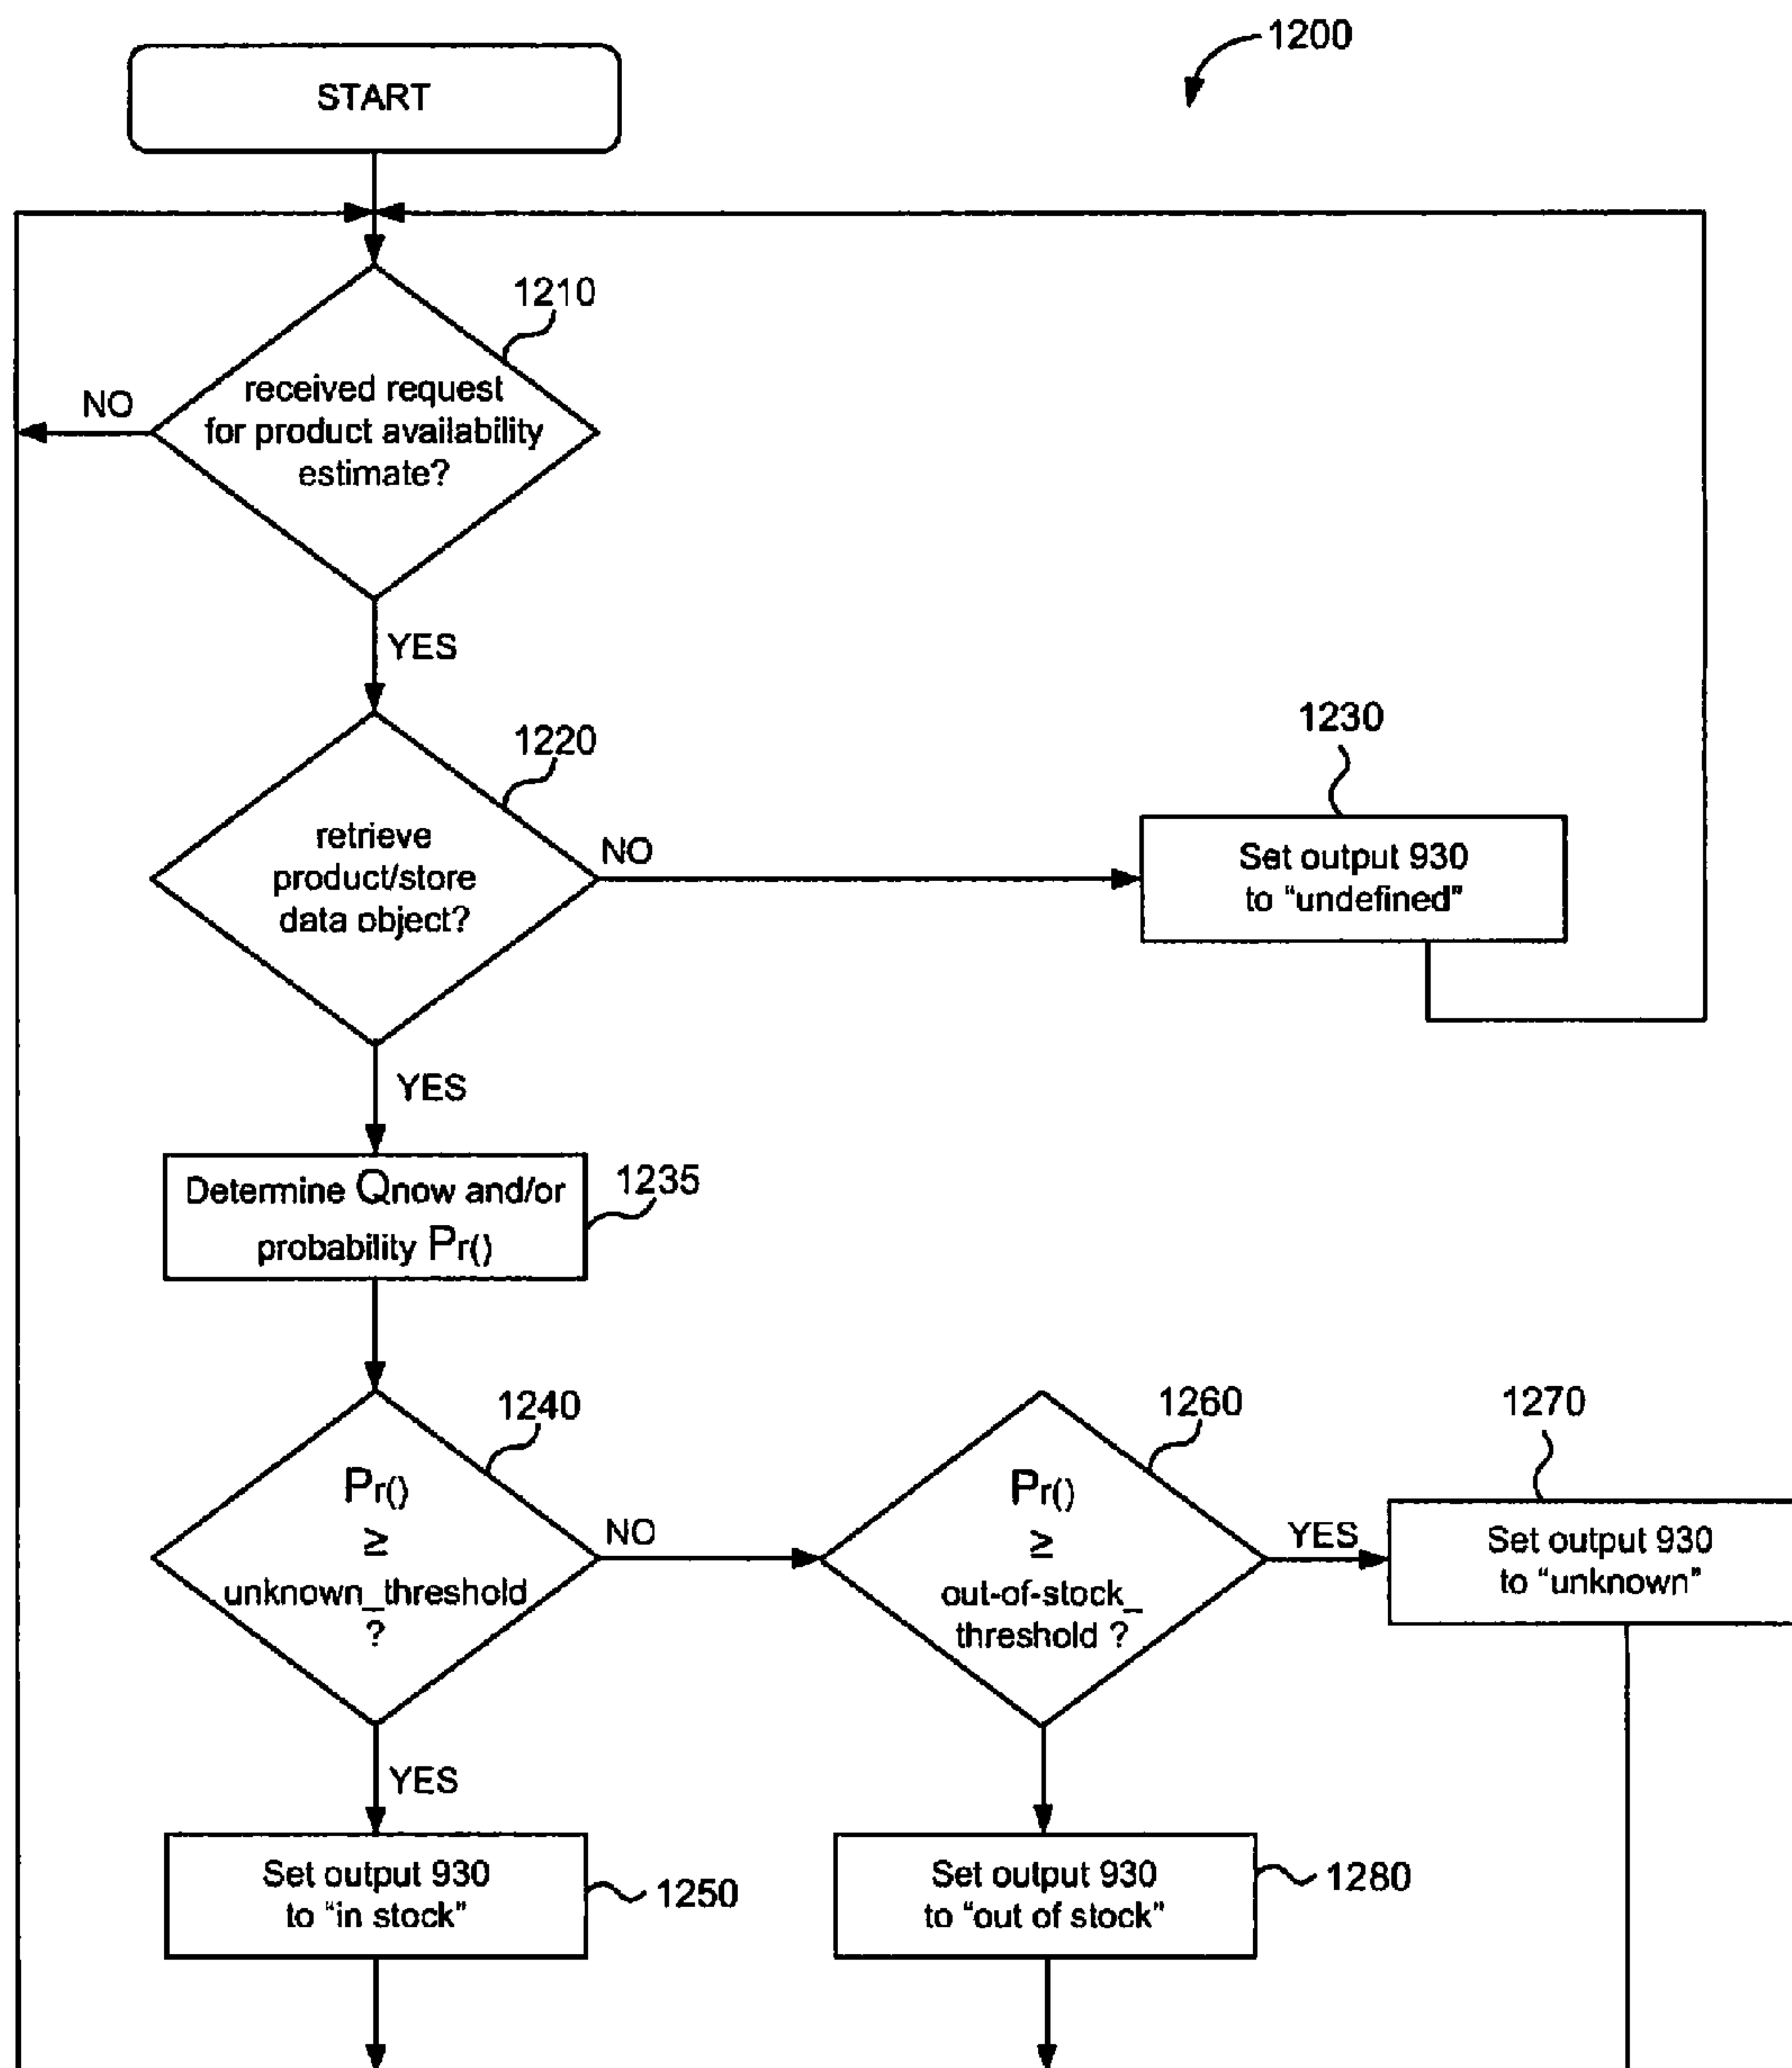 1200
START
1210
received request
for product availability
estimate?
NO
YES
1220
retrieve
product/store
data object?
NO
1230
Set output 930
to “undefined”
YES
Determine Qnow and/or
probability Pr()
1235
1240
Pr()
≥
unknown_threshold
?
NO
1260
Pr()
≥
out-of-stock_
threshold ?
YES
1270
Set output 930
to “unknown”
YES
Set output 930
to “in stock”
1250
Set output 930
to “out of stock”
1280